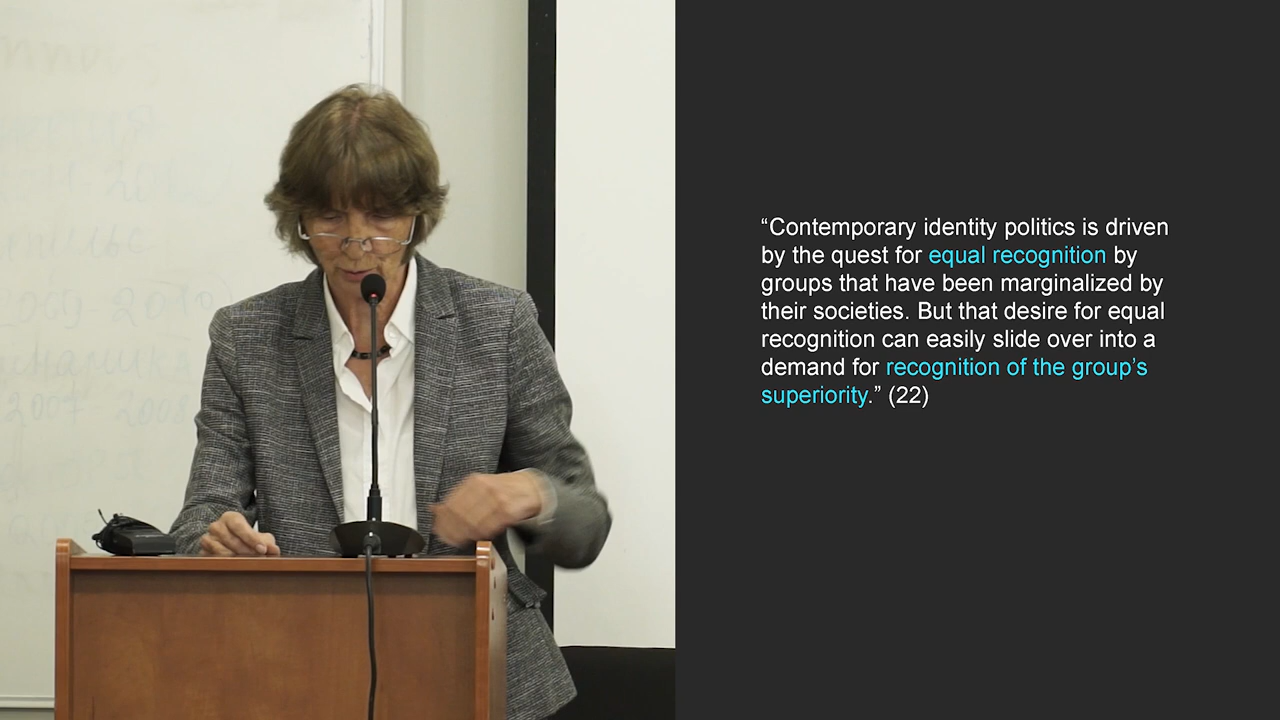 “Contemporary identity politics is driven
by the quest for equal recognition by
groups that have been marginalized by
their societies. But that desire for equal
recognition can easily slide over into a
demand for recognition of the group’s
superiority.” (22)